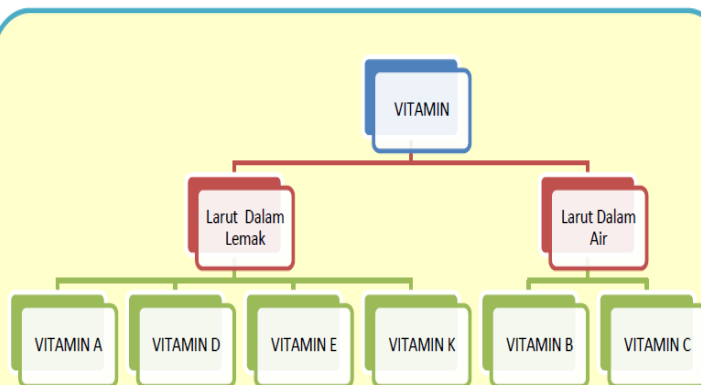 VITAMIN
Larut Dalam
Lemak
Larut Dalam
Air
VITAMIN A
VITAMIN D
VITAMIN E
VITAMIN K
VITAMIN B
VITAMIN C